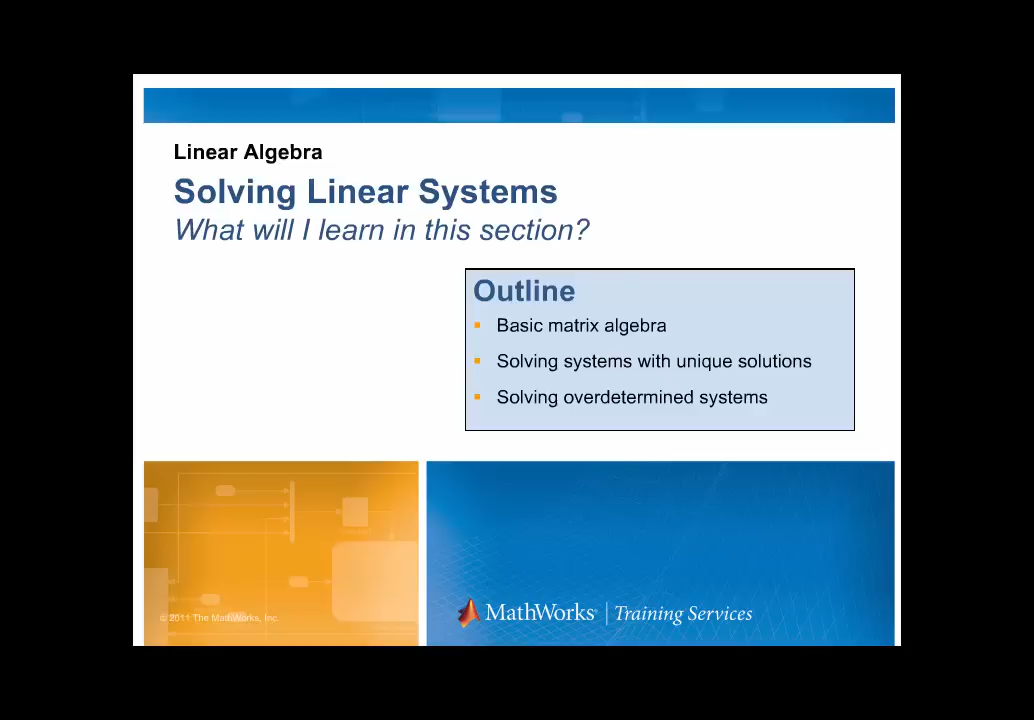 Linear Algebra
Solving Linear Systems
What will I learn in this section?
Outline
Basic matrix algebra
Solving systems with unique solutions
Solving overdetermined systems
© 2011 The MathWorks, Inc.
MathWorks® | Training Services